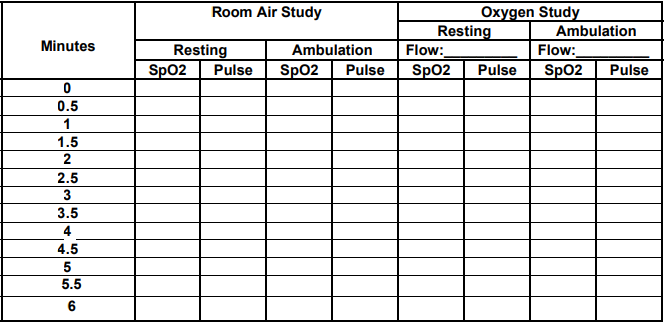 Room Air Study Oxygen Study
Resting Ambulation
Minutes
Resting Ambulation Flow:_________ Flow:_________
SpO2 Pulse SpO2 Pulse SpO2 Pulse SpO2 Pulse
0
0.5
1
1.5
2
2.5
3
3.5
4
4.5
5
5.5
6